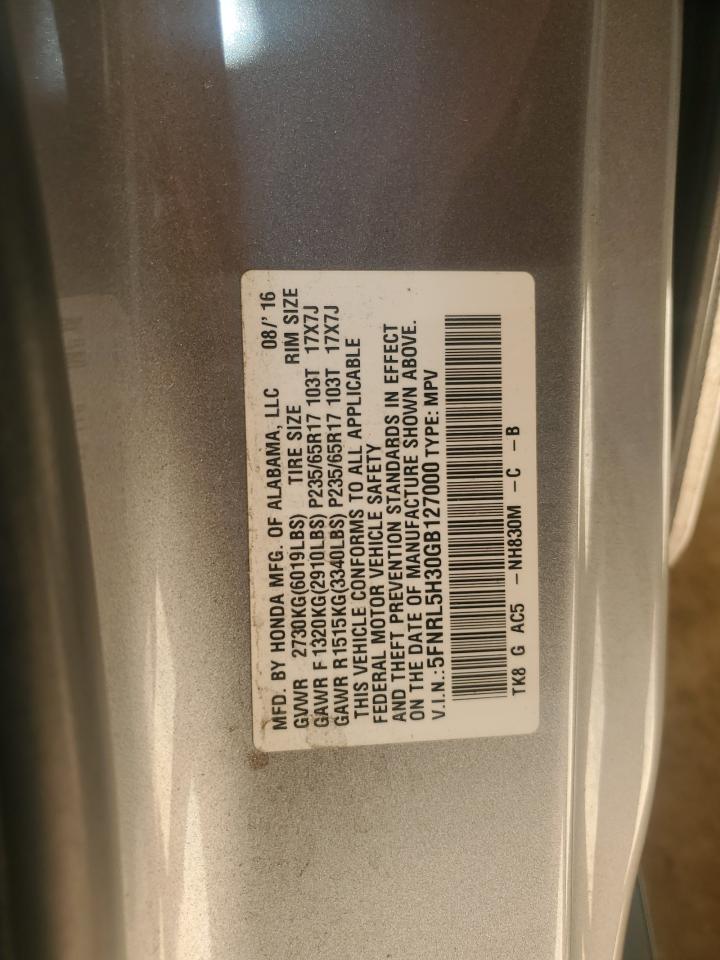 MFD. BY HONDA MFG. OF ALABAMA, LLC 08/'16
GVWR 2730KG(6019LBS) TIRE SIZE RIM SIZE
GAWR F1320KG(2910LBS) P235/65R17 103T 17X7J
GAWR R1515KG(3340LBS) P235/65R17 103T 17X7J
THIS VEHICLE CONFORMS TO ALL APPLICABLE
FEDERAL MOTOR VEHICLE SAFETY
AND THEFT PREVENTION STANDARDS IN EFFECT
ON THE DATE OF MANUFACTURE SHOWN ABOVE.
V.I.N.:5FNRL5H30GB127000 TYPE: MPV
TK8 G AC5 -NH830M -C -B